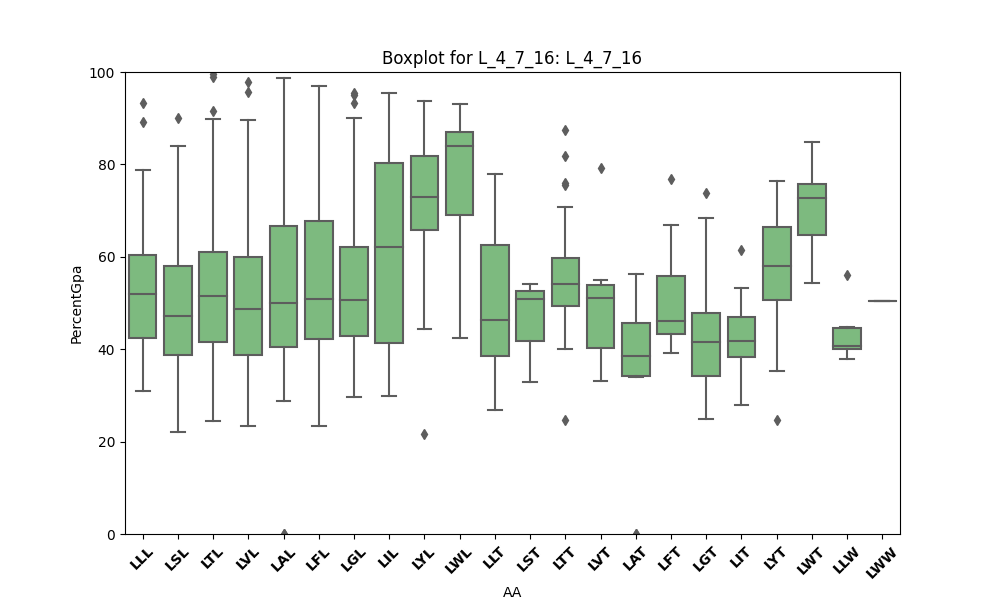 Boxplot for L_4_7_16: L_4_7_16
PercentGpa
100
80
60
40
20
0
LLL LSL LTL LVL LAL LFL LGL LIL LYL LWL LLT LST LTT LVT LAT LFT LGT LIT LYT LWT LLW LWW
AA